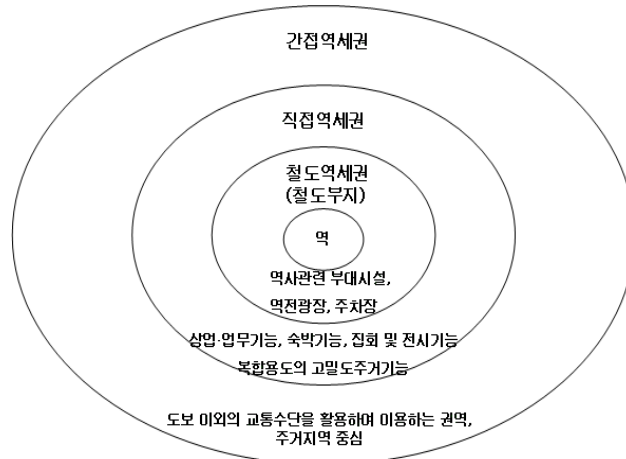 간접역세권
직접역세권
철도역세권
(철도부지)
역
역사관련 부대시설,
역전광장, 주차장
상업·업무기능, 숙박기능, 집회 및 전시기능
복합용도의 고밀도주거기능
도보 이외의 교통수단을 활용하며 이용하는 권역,
주거지역 중심